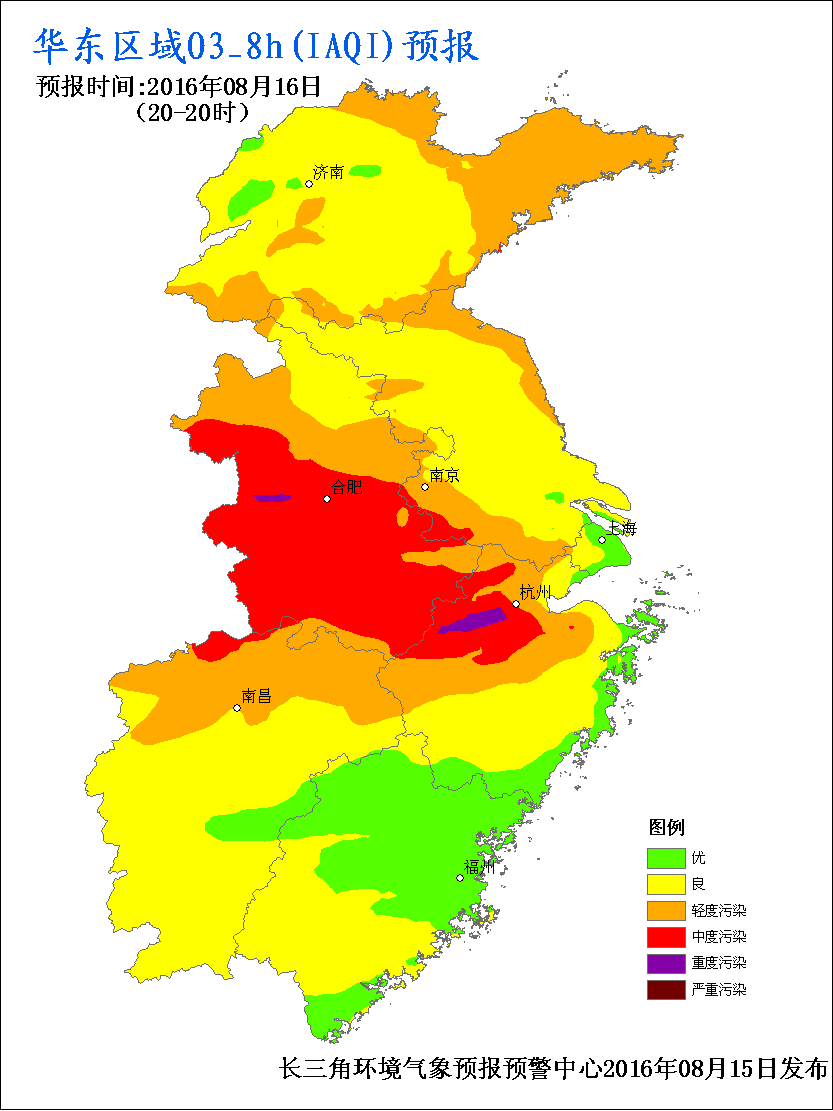 华东区域O3_8h(IAQI)预报
预报时间:2016年08月16日
(20-20时)
济南
合肥
南京
上海
杭州
南昌
福州
图例
优
良
轻度污染
中度污染
重度污染
严重污染
长三角环境气象预报预警中心2016年08月15日发布